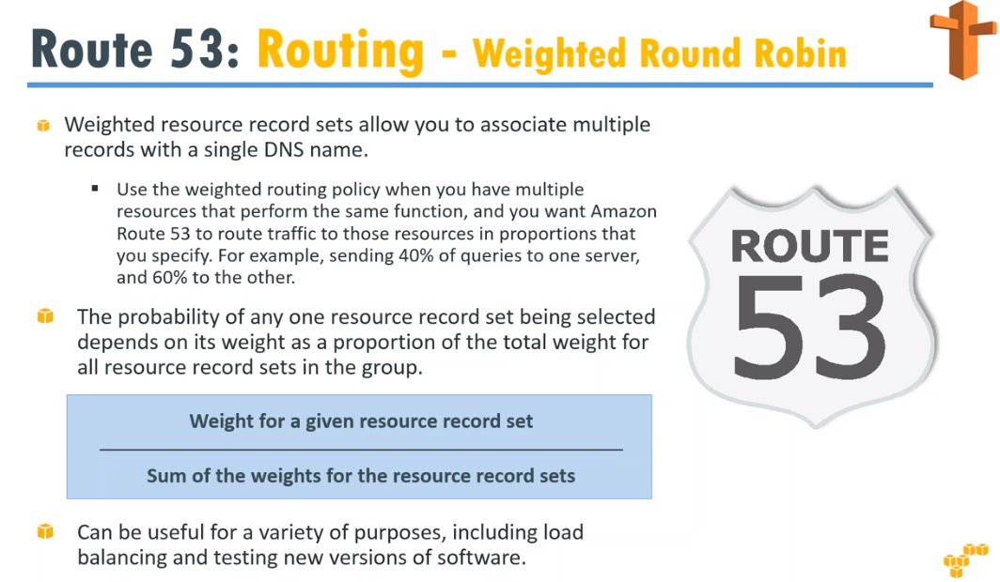 Route 53: Routing - Weighted Round Robin
Weighted resource record sets allow you to associate multiple
records with a single DNS name.
Use the weighted routing policy when you have multiple
resources that perform the same function, and you want Amazon
Route 53 to route traffic to those resources in proportions that
you specify. For example, sending 40% of queries to one server,
and 60% to the other.
The probability of any one resource record set being selected
depends on its weight as a proportion of the total weight for
all resource record sets in the group.
Weight for a given resource record set
Sum of the weights for the resource record sets
Can be useful for a variety of purposes, including load
balancing and testing new versions of software.
ROUTE
53